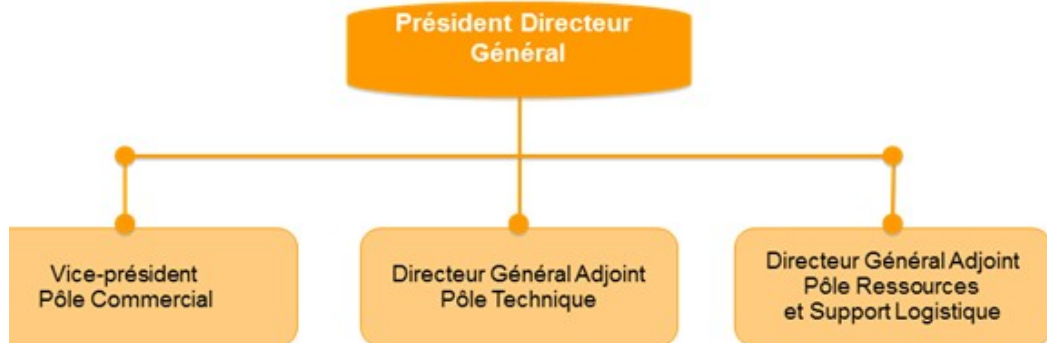 Président Directeur
Général
Vice-président
Pôle Commercial
Directeur Général Adjoint
Pôle Technique
Directeur Général Adjoint
Pôle Ressources
et Support Logistique